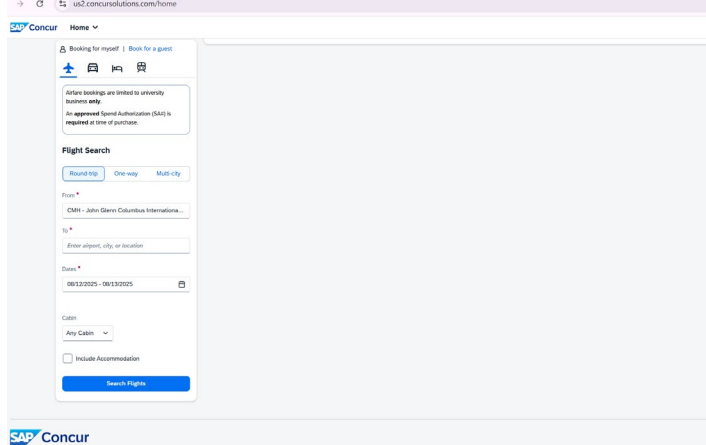 us2.concursolutions.com/home
SAP Concur Home
Booking for myself | Book for a guest
Airfare bookings are limited to university
business only.
An approved Spend Authorization (SA#) is
required at time of purchase.
Flight Search
Round-trip One-way Multi-city
From *
CMH - John Glenn Columbus Internationa...
To *
Enter airport, city, or location
Dates *
08/12/2025 - 08/13/2025
Cabin
Any Cabin
Include Accommodation
Search Flights
SAP Concur